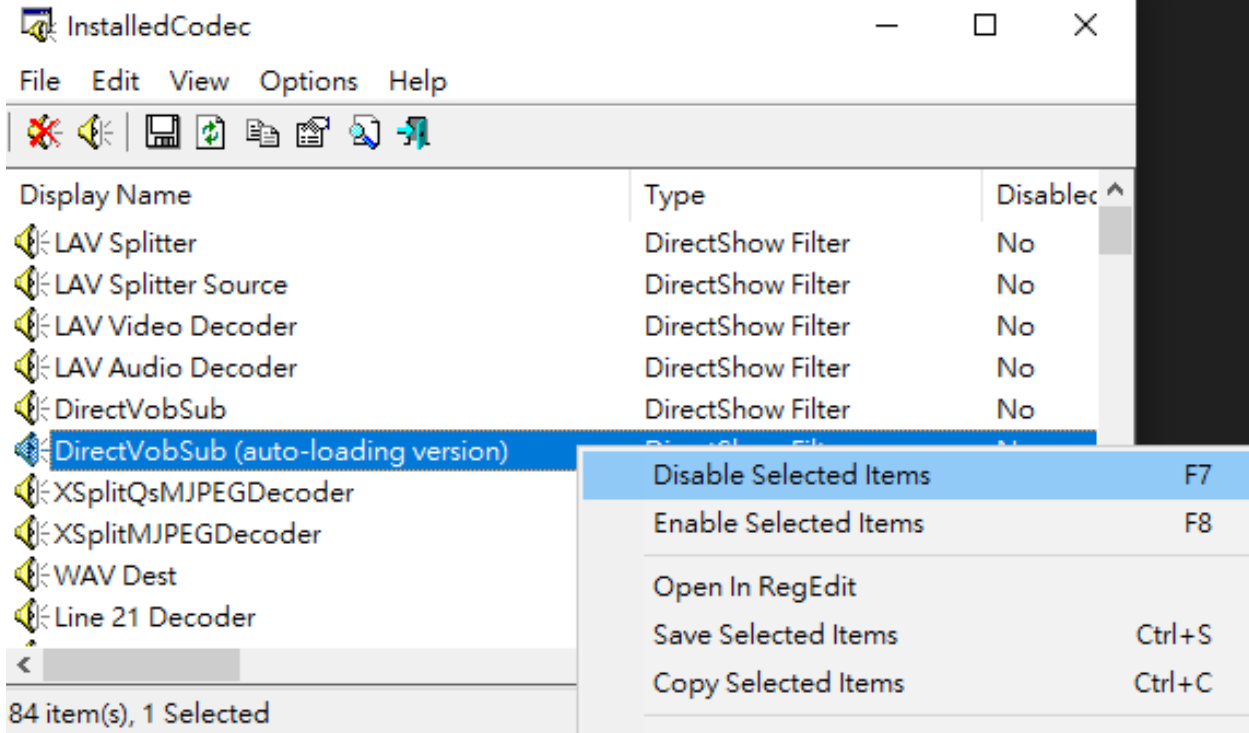 InstalledCodec
File Edit View Options Help
Display Name Type Disabled
LAV Splitter DirectShow Filter No
LAV Splitter Source DirectShow Filter No
LAV Video Decoder DirectShow Filter No
LAV Audio Decoder DirectShow Filter No
DirectVobSub DirectShow Filter No
DirectVobSub (auto-loading version) DirectShow Filter
XSplitQsMJPEGDecoder
XSplitMJPEGDecoder
WAV Dest
Line 21 Decoder
84 item(s), 1 Selected
Disable Selected Items F7
Enable Selected Items F8
Open In RegEdit
Save Selected Items Ctrl+S
Copy Selected Items Ctrl+C